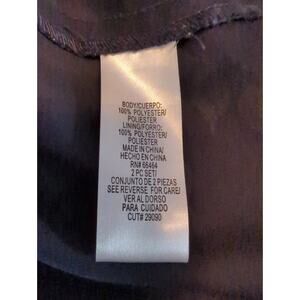 BODY/CUERPO:
100% POLYESTER/
POLIESTER
LINING/FORRO:
100% POLYESTER/
POLIESTER
MADE IN CHINA/
HECHO EN CHINA
RN# 66464
2 PC SET/
CONJUNTO DE 2 PIEZAS
SEE REVERSE FOR CARE/
VER AL DORSO
PARA CUIDADO
CUT# 29090